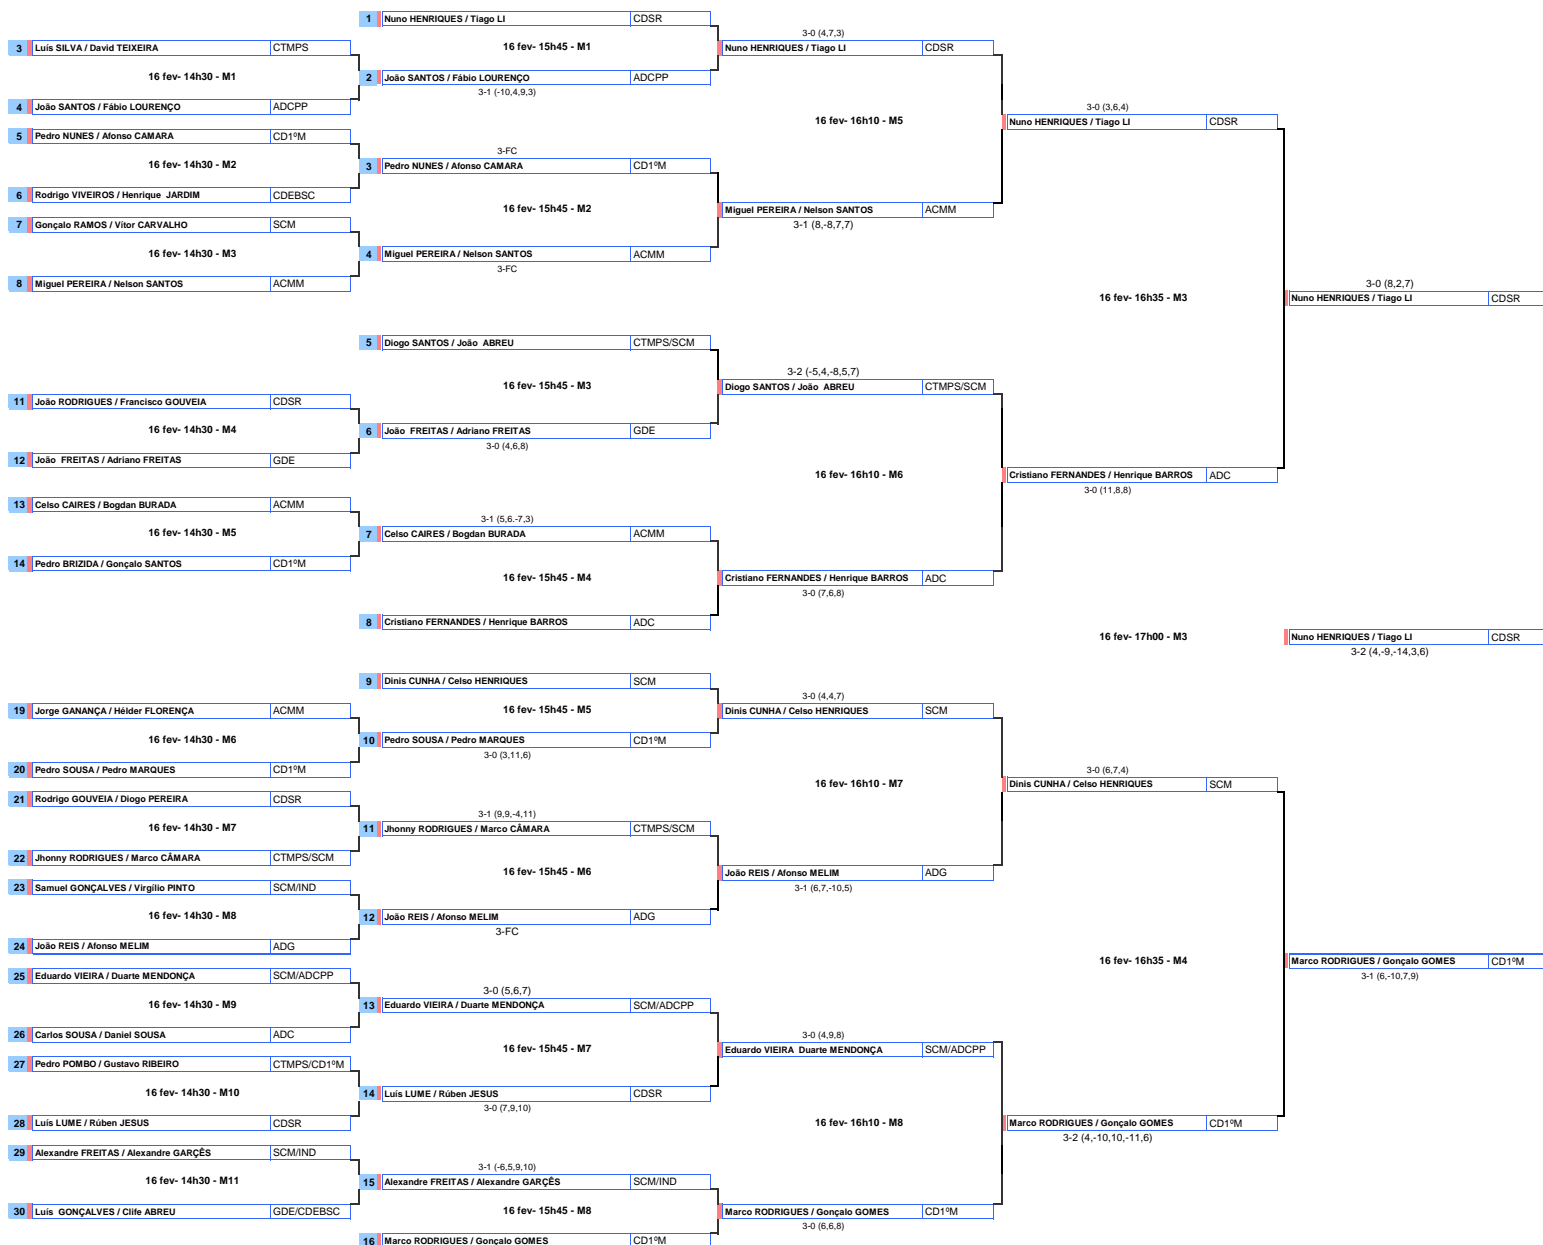 1 Nuno HENRIQUES / Tiago LI CDSR
3-0 (4,7,3)
3 Luís SILVA / David TEIXEIRA CTMPS
16 fev- 15h45 - M1
Nuno HENRIQUES / Tiago LI CDSR
16 fev- 14h30 - M1
2 João SANTOS / Fábio LOURENÇO ADCPP
3-1 (-10,4,9,3)
4 João SANTOS / Fábio LOURENÇO ADCPP
3-0 (3,6,4)
16 fev- 16h10 - M5
Nuno HENRIQUES / Tiago LI CDSR
5 Pedro NUNES / Afonso CAMARA CD1ºM
3-FC
16 fev- 14h30 - M2
3 Pedro NUNES / Afonso CAMARA CD1ºM
6 Rodrigo VIVEIROS / Henrique  JARDIM CDEBSC
16 fev- 15h45 - M2
Miguel PEREIRA / Nelson SANTOS ACMM
7 Gonçalo RAMOS / Vítor CARVALHO SCM
3-1 (8,-8,7,7)
16 fev- 14h30 - M3
4 Miguel PEREIRA / Nelson SANTOS ACMM
3-FC
8 Miguel PEREIRA / Nelson SANTOS ACMM
3-0 (8,2,7)
16 fev- 16h35 - M3
Nuno HENRIQUES / Tiago LI CDSR
5 Diogo SANTOS / João  ABREU CTMPS/SCM
3-2 (-5,4,-8,5,7)
16 fev- 15h45 - M3
Diogo SANTOS / João  ABREU CTMPS/SCM
11 João RODRIGUES / Francisco GOUVEIA CDSR
16 fev- 14h30 - M4
6 João  FREITAS / Adriano FREITAS GDE
3-0 (4,6,8)
12 João  FREITAS / Adriano FREITAS GDE
16 fev- 16h10 - M6
Cristiano FERNANDES / Henrique BARROS ADC
3-0 (11,8,8)
13 Celso CAIRES / Bogdan BURADA ACMM
3-1 (5,6.-7,3)
16 fev- 14h30 - M5
7 Celso CAIRES / Bogdan BURADA ACMM
14 Pedro BRIZIDA / Gonçalo SANTOS CD1ºM
16 fev- 15h45 - M4
Cristiano FERNANDES / Henrique BARROS ADC
3-0 (7,6,8)
8 Cristiano FERNANDES / Henrique BARROS ADC
16 fev- 17h00 - M3
Nuno HENRIQUES / Tiago LI CDSR
3-2 (4,-9,-14,3,6)
9 Dinis CUNHA / Celso HENRIQUES SCM
3-0 (4,4,7)
19 Jorge GANANÇA / Hélder FLORENÇA ACMM
16 fev- 15h45 - M5
Dinis CUNHA / Celso HENRIQUES SCM
16 fev- 14h30 - M6
10 Pedro SOUSA / Pedro MARQUES CD1ºM
3-0 (3,11,6)
20 Pedro SOUSA / Pedro MARQUES CD1ºM
3-0 (6,7,4)
16 fev- 16h10 - M7
Dinis CUNHA / Celso HENRIQUES SCM
21 Rodrigo GOUVEIA / Diogo PEREIRA CDSR
3-1 (9,9,-4,11)
16 fev- 14h30 - M7
11 Jhonny RODRIGUES / Marco CÂMARA CTMPS/SCM
22 Jhonny RODRIGUES / Marco CÂMARA CTMPS/SCM
16 fev- 15h45 - M6
João REIS / Afonso MELIM ADG
23 Samuel GONÇALVES / Virgílio PINTO SCM/IND
3-1 (6,7,-10,5)
16 fev- 14h30 - M8
12 João REIS / Afonso MELIM ADG
3-FC
24 João REIS / Afonso MELIM ADG
16 fev- 16h35 - M4
Marco RODRIGUES / Gonçalo GOMES CD1ºM
3-1 (6,-10,7,9)
25 Eduardo VIEIRA / Duarte MENDONÇA SCM/ADCPP
3-0 (5,6,7)
16 fev- 14h30 - M9
13 Eduardo VIEIRA / Duarte MENDONÇA SCM/ADCPP
26 Carlos SOUSA / Daniel SOUSA ADC
3-0 (4,9,8)
16 fev- 15h45 - M7
Eduardo VIEIRA  Duarte MENDONÇA SCM/ADCPP
27 Pedro POMBO / Gustavo RIBEIRO CTMPS/CD1ºM
16 fev- 14h30 - M10
14 Luís LUME / Rúben JESUS CDSR
3-0 (7,9,10)
28 Luís LUME / Rúben JESUS CDSR
16 fev- 16h10 - M8
Marco RODRIGUES / Gonçalo GOMES CD1ºM
3-2 (4,-10,10,-11,6)
29 Alexandre FREITAS / Alexandre GARÇÊS SCM/IND
3-1 (-6,5,9,10)
16 fev- 14h30 - M11
15 Alexandre FREITAS / Alexandre GARÇÊS SCM/IND
30 Luís  GONÇALVES / Clife ABREU GDE/CDEBSC
16 fev- 15h45 - M8
Marco RODRIGUES / Gonçalo GOMES CD1ºM
3-0 (6,6,8)
16 Marco RODRIGUES / Gonçalo GOMES CD1ºM